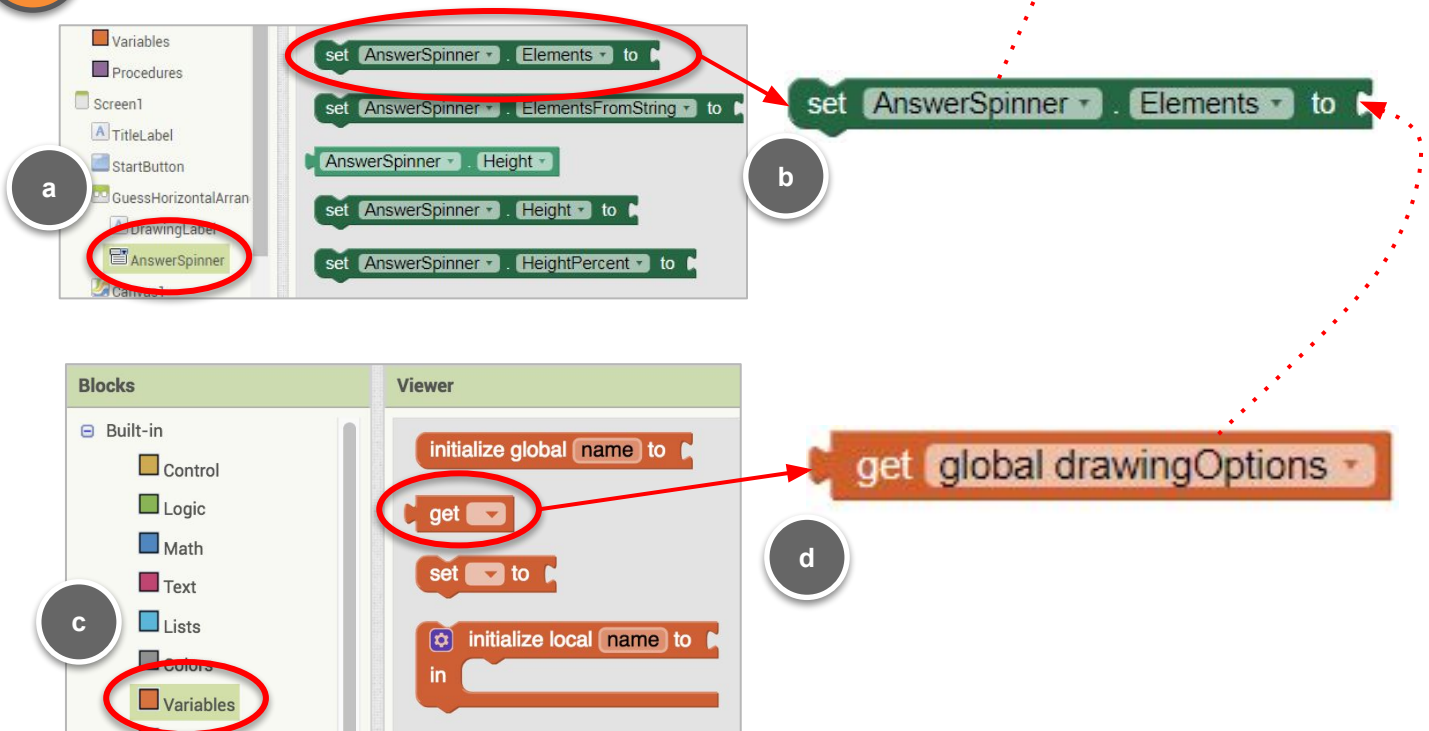 Variables
Procedures
Screen1
TitleLabel
StartButton
GuessHorizontalArran
DrawingLabel
AnswerSpinner
Canvas1
a
set AnswerSpinner . Elements to
set AnswerSpinner . ElementsFromString to
AnswerSpinner . Height
set AnswerSpinner . Height to
set AnswerSpinner . HeightPercent to
set AnswerSpinner . Elements to
b
Blocks
Built-in
Control
Logic
Math
Text
Lists
Colors
Variables
c
Viewer
initialize global name to
get
set to
initialize local name to
in
get global drawingOptions
d